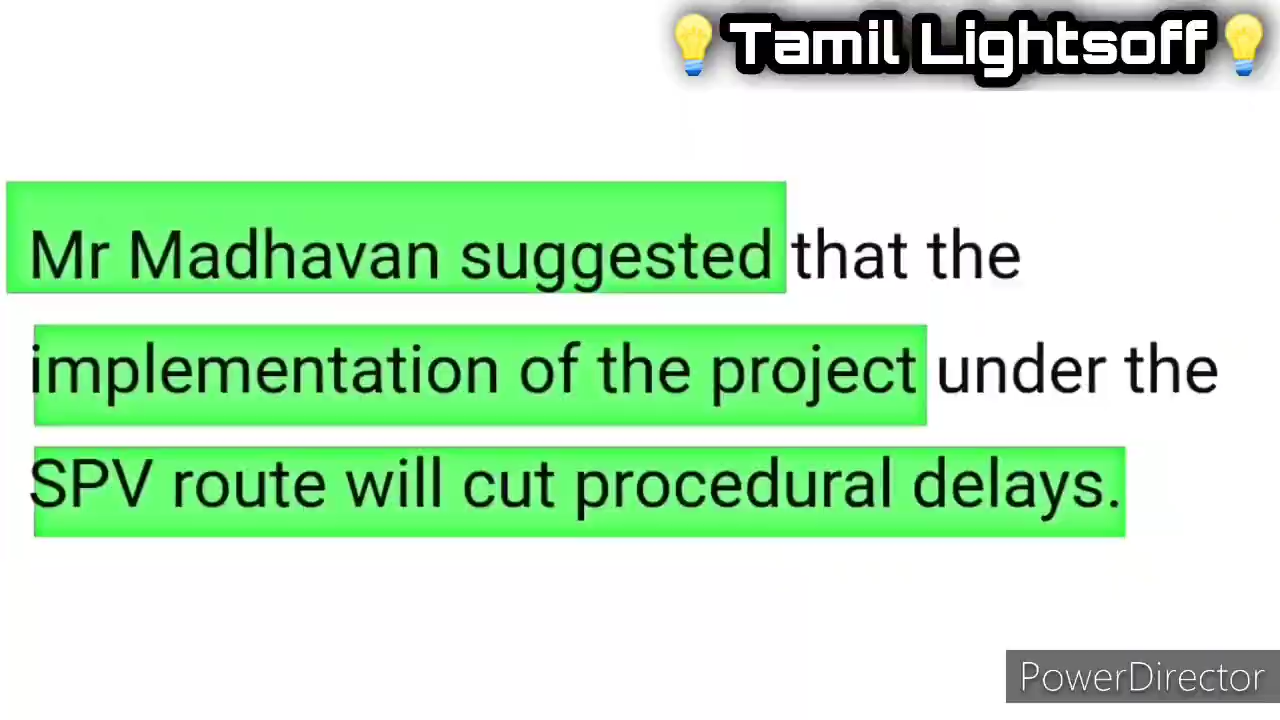 Tamil Lightsoff
Mr Madhavan suggested that the
implementation of the project under the
SPV route will cut procedural delays.
PowerDirector